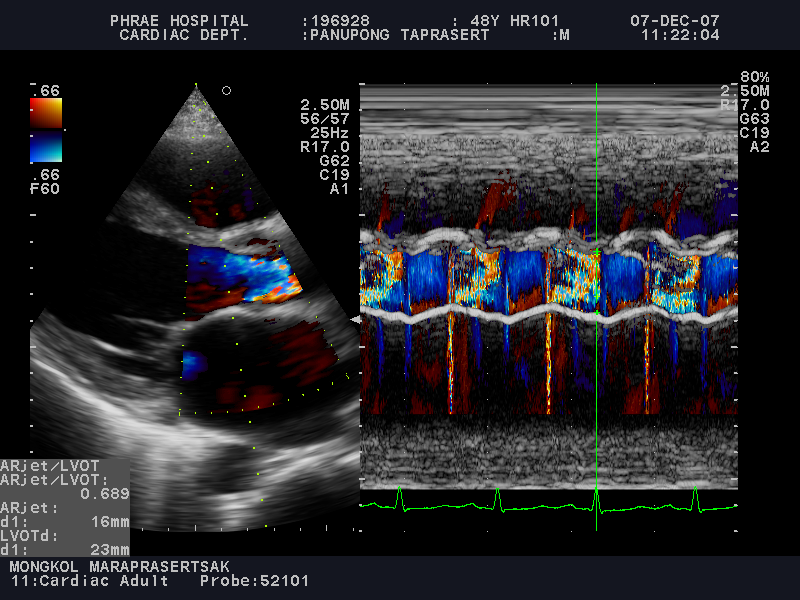 PHRAE HOSPITAL :196928 : 48Y HR101 07-DEC-07
CARDIAC DEPT. :PANUPONG TAPRASERT :M 11:22:04
.66
.66
F60
2.50M
56/57
25Hz
R17.0
G62
C19
A1
80%
2.50M
R17.0
G63
C19
A2
ARjet/LVOT
ARjet/LVOT:
0.689
ARjet:
d1: 16mm
LVOTd:
d1: 23mm
MONGKOL MARAPRASERTSAK
11:Cardiac Adult Probe:52101